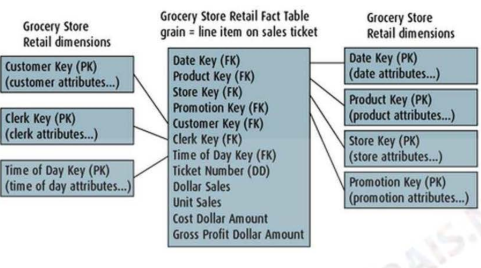 Grocery Store
Retail dimensions
Customer Key (PK)
(customer attributes...)
Clerk Key (PK)
(clerk attributes...)
Time of Day Key (PK)
(time of day attributes...)
Grocery Store Retail Fact Table
grain = line item on sales ticket
Date Key (FK)
Product Key (FK)
Store Key (FK)
Promotion Key (FK)
Customer Key (FK)
Clerk Key (FK)
Time of Day Key (FK)
Ticket Number (DD)
Dollar Sales
Unit Sales
Cost Dollar Amount
Gross Profit Dollar Amount
Grocery Store
Retail dimensions
Date Key (PK)
(date attributes...)
Product Key (PK)
(product attributes...)
Store Key (PK)
(store attributes...)
Promotion Key (PK)
(promotion attributes...)